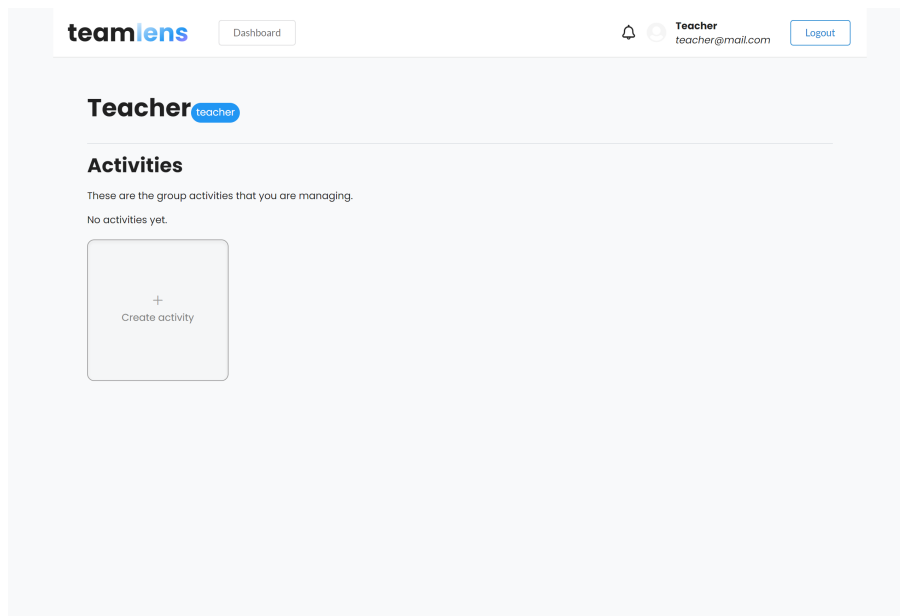 teamlens
Dashboard
Teacher
teacher@mail.com
Logout
Teacher teacher
Activities
These are the group activities that you are managing.
No activities yet.
+
Create activity